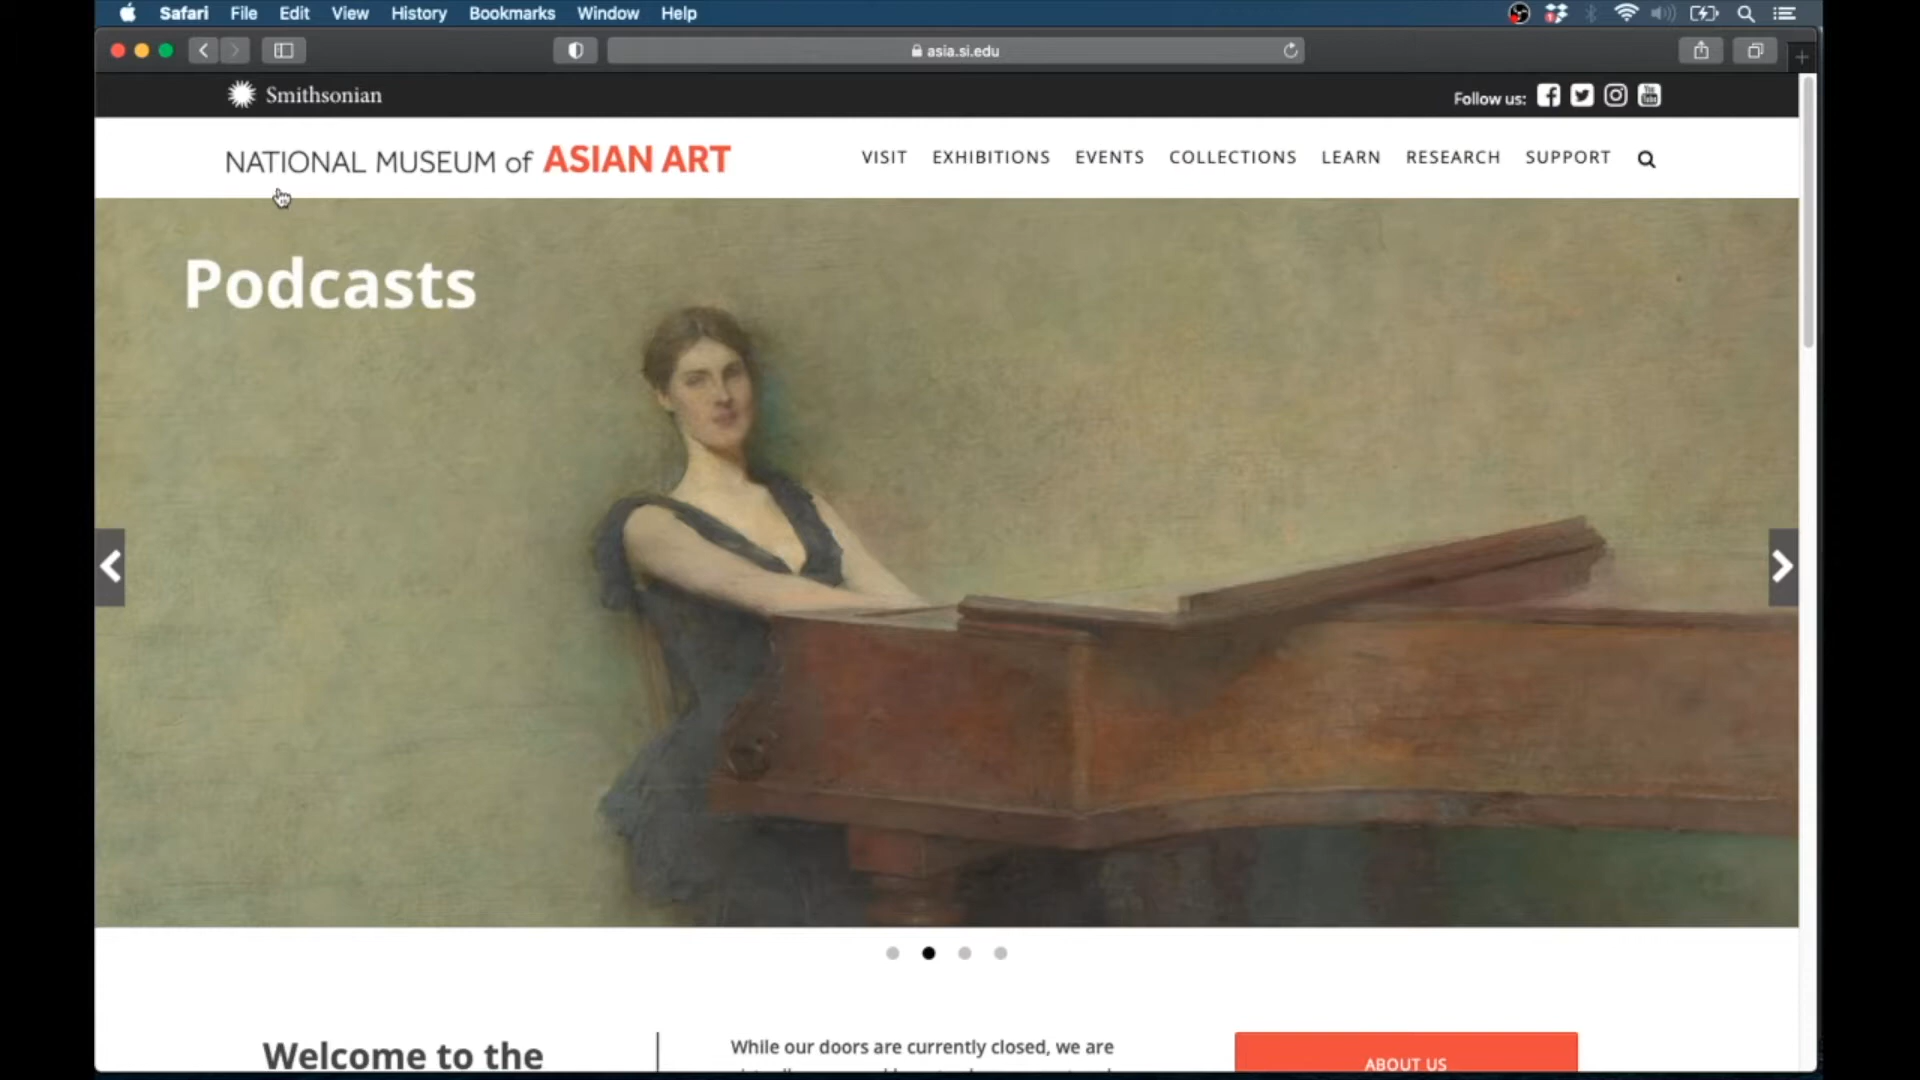 Safari File Edit View History Bookmarks Window Help
asia.si.edu
Smithsonian
Follow us:
NATIONAL MUSEUM of ASIAN ART
VISIT EXHIBITIONS EVENTS COLLECTIONS LEARN RESEARCH SUPPORT
Podcasts
Welcome to the
While our doors are currently closed, we are
ABOUT US